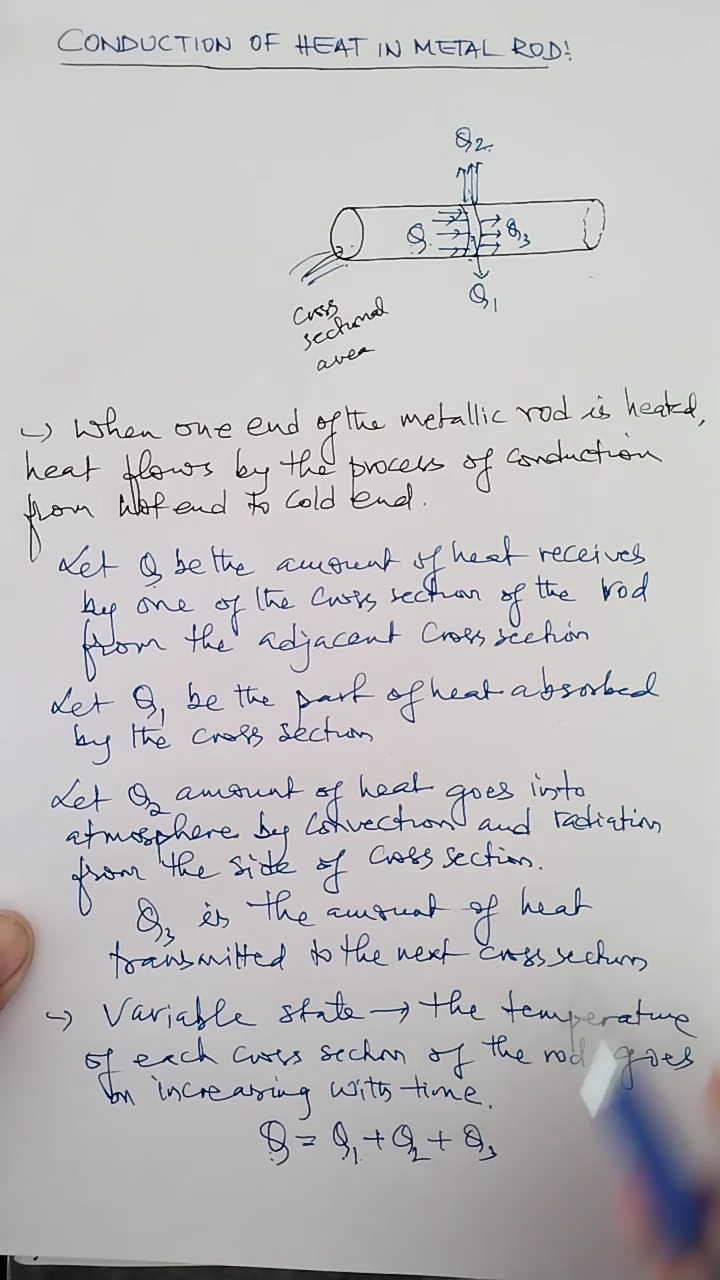 CONDUCTION OF HEAT IN METAL ROD!
Q2
Q Q3
Q1
Cross
sectional
area
↪ When one end of the metallic rod is heated,
heat flows by the process of conduction
from hot end to cold end.
Let Q be the amount of heat receives
by one of the cross section of the rod
from the adjacent cross section
Let Q1 be the part of heat absorbed
by the cross section
Let Q2 amount of heat goes into
atmosphere by convection and radiation
from the side of cross section.
Q3 is the amount of heat
transmitted to the next cross section
↪ Variable state → the temperature
of each cross section of the rod goes
on increasing with time.
Q = Q1 + Q2 + Q3